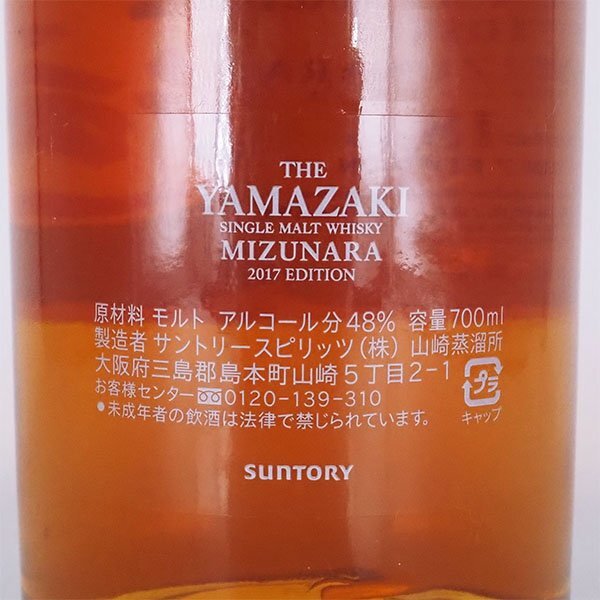 THE
YAMAZAKI
SINGLE MALT WHISKY
MIZUNARA
2017 EDITION
原材料 モルト アルコール分48% 容量700ml
製造者 サントリースピリッツ(株) 山崎蒸溜所
大阪府三島郡島本町山崎5丁目2-1
お客様センター 0120-139-310
•未成年者の飲酒は法律で禁じられています。
プラ
キャップ
SUNTORY